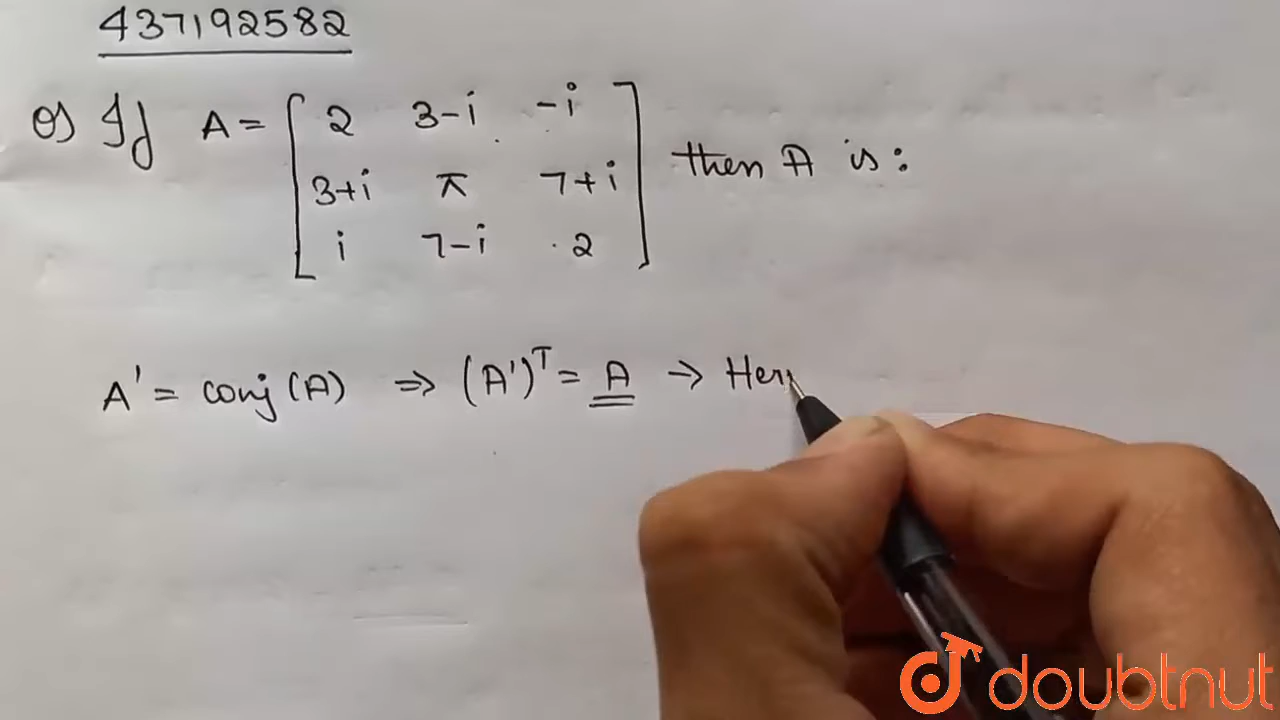 437192582
Q) If A = [ 2 3-i -i
3+i π 7+i
i 7-i 2 ] then A is:
A' = conj(A) ⇒ (A')ᵀ = A → Her
doubtnut